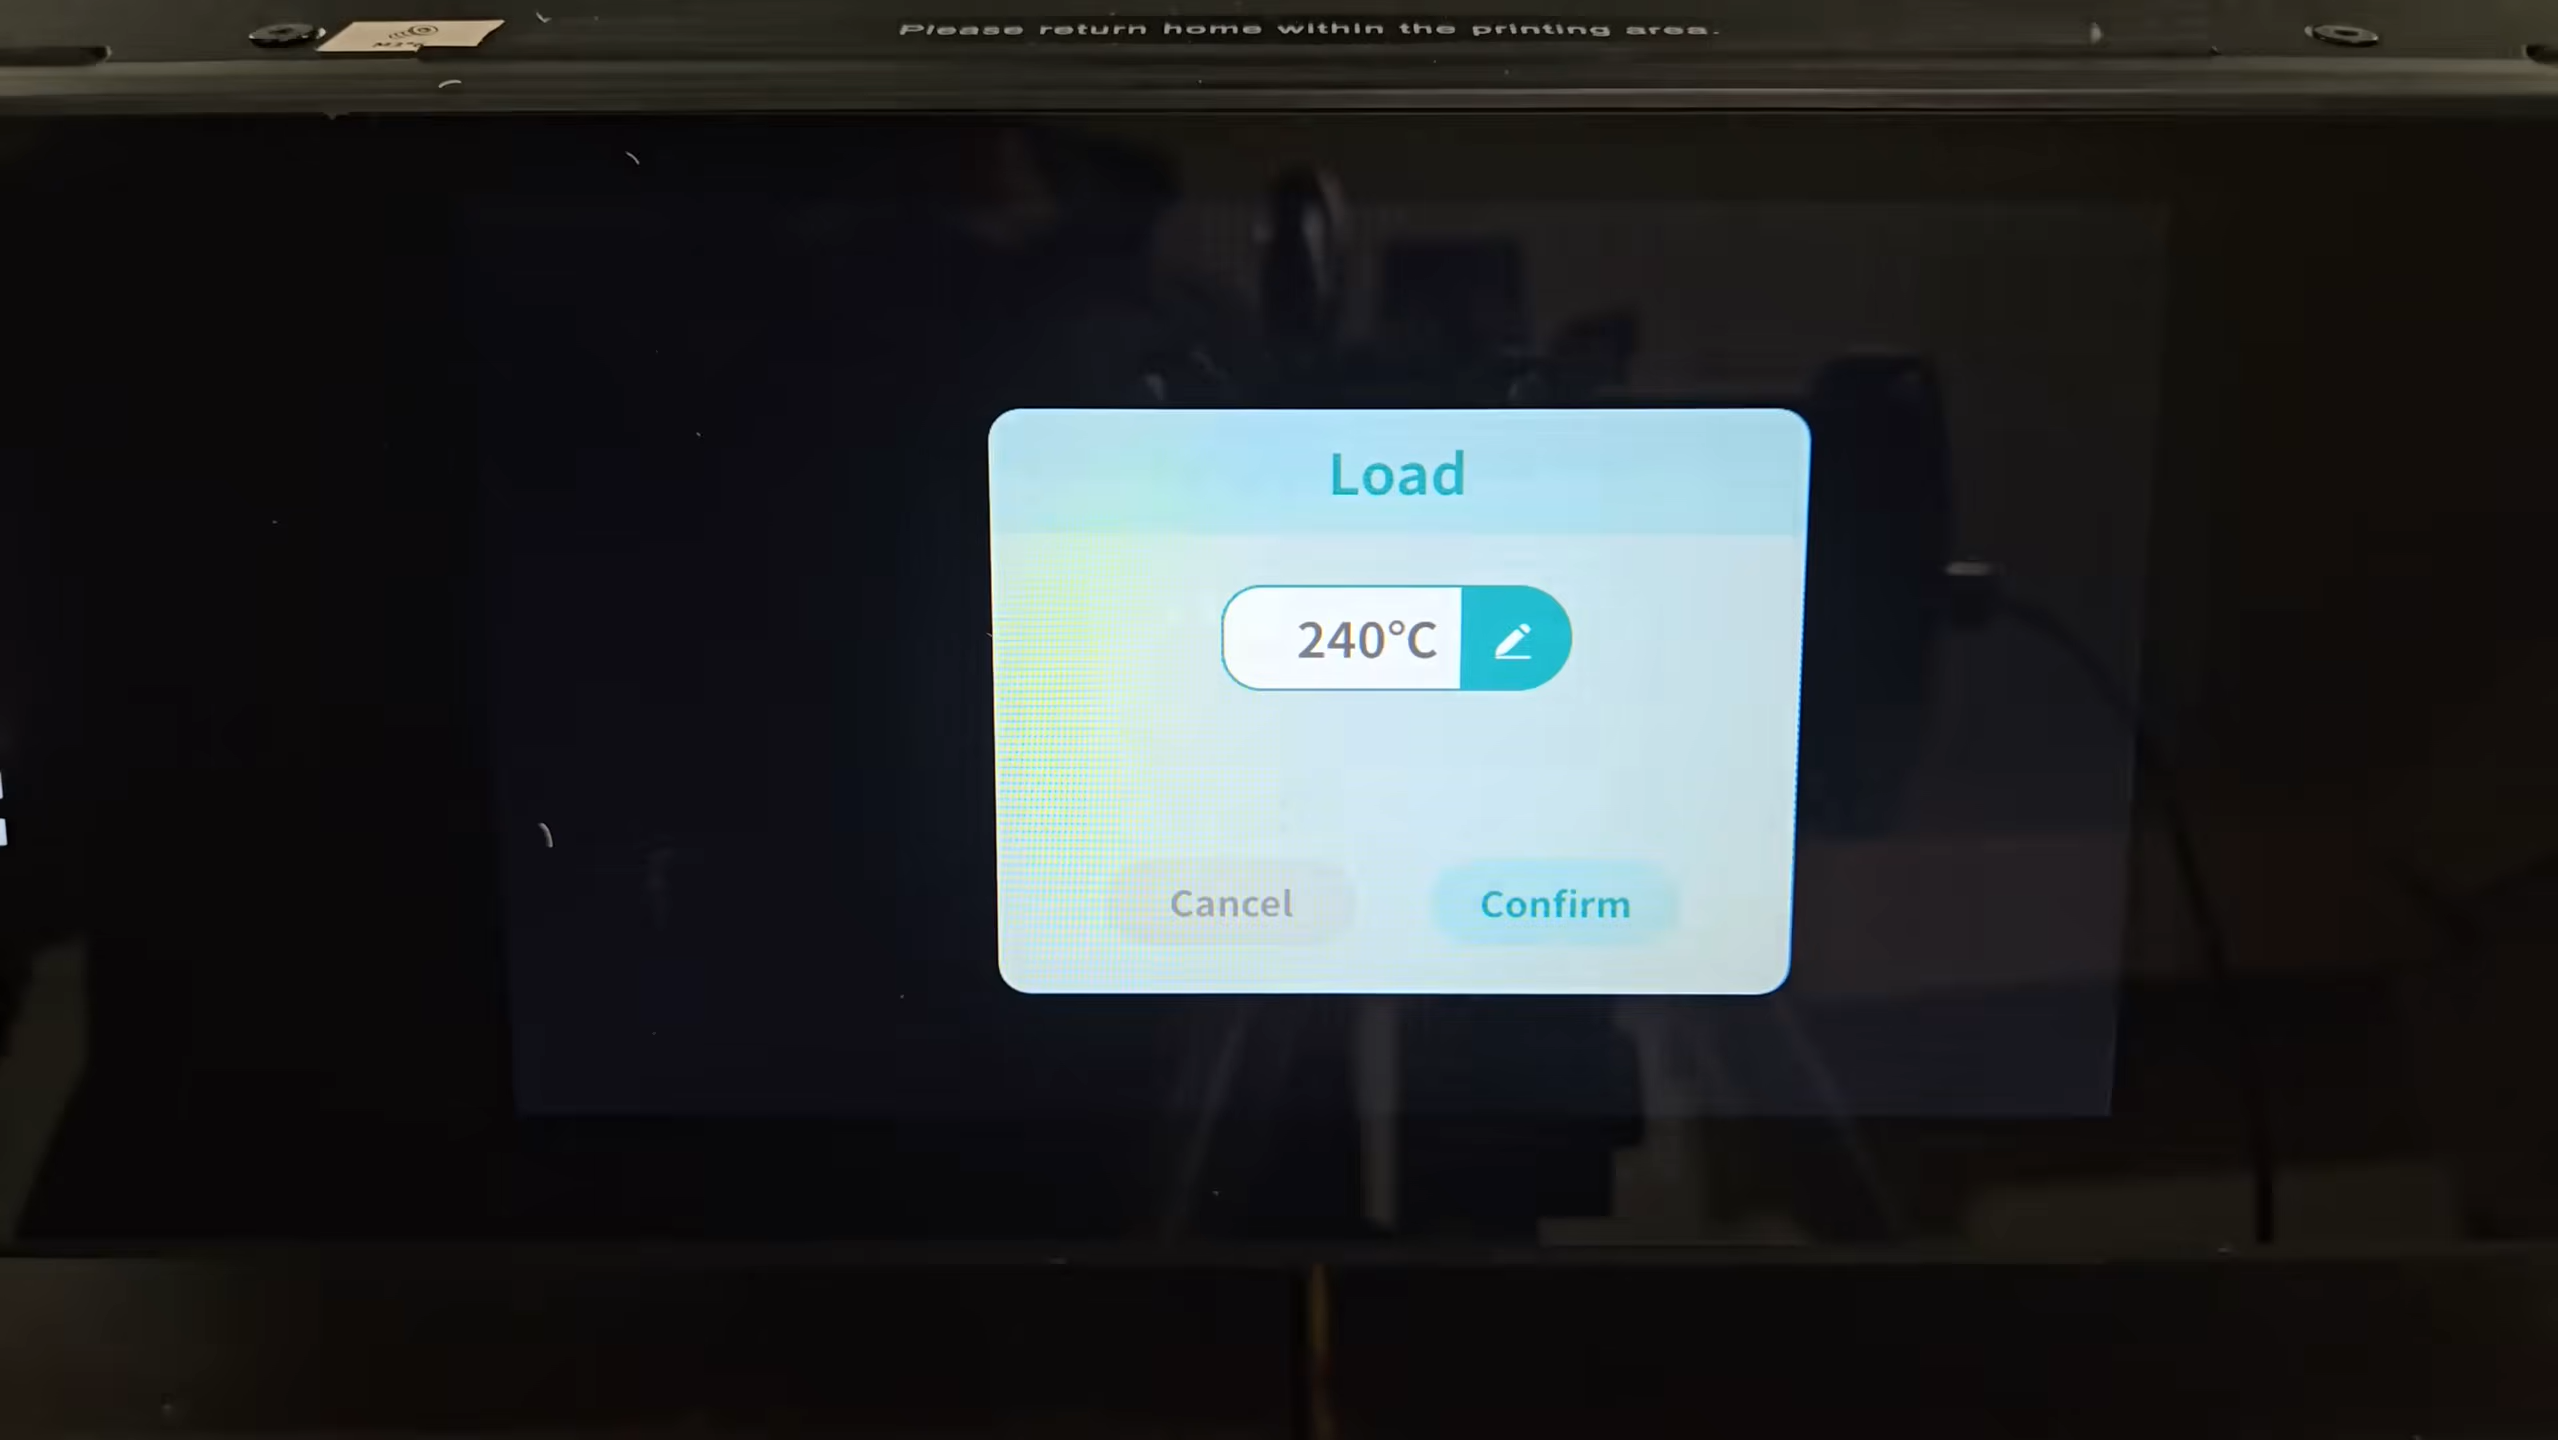 Please return home within the printing area.
Load
240°C
Cancel
Confirm